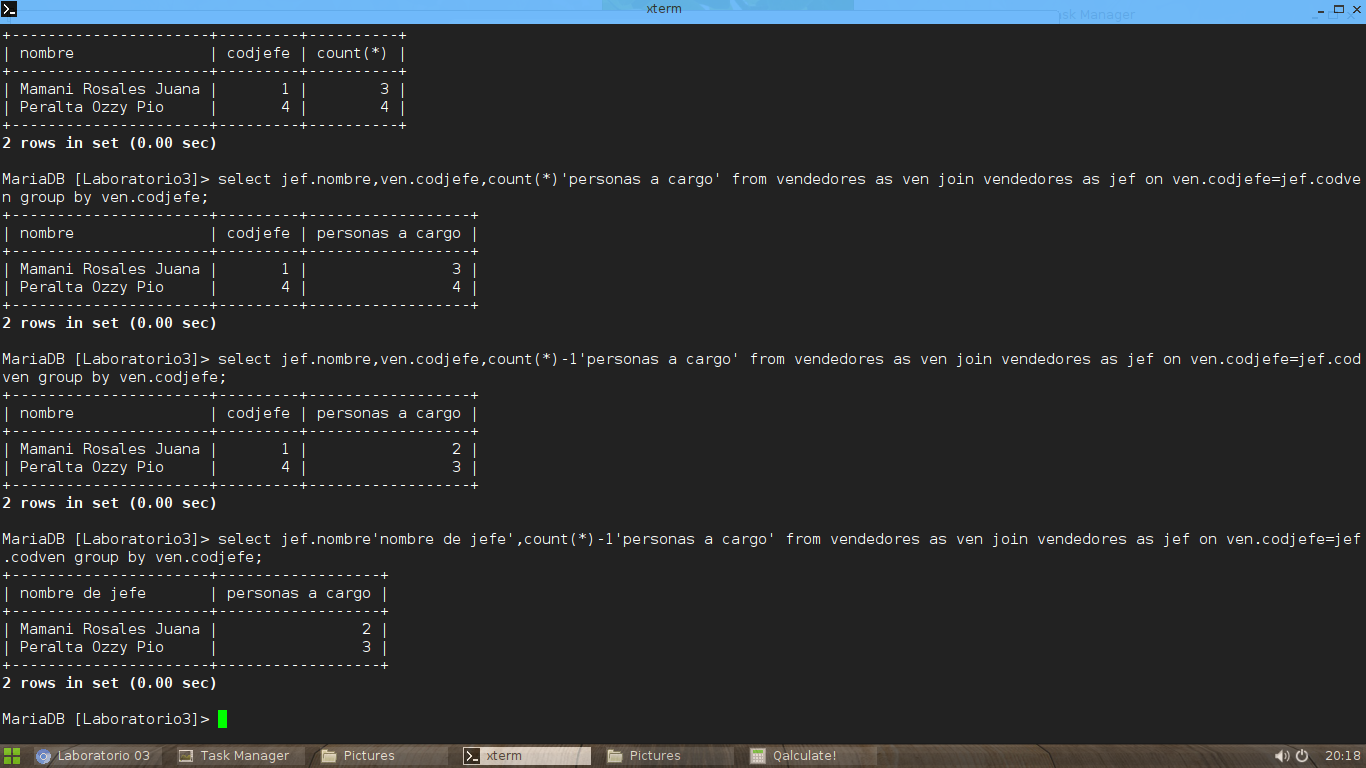 xterm
ask Manager
+----------------------+---------+----------+
| nombre               | codjefe | count(*) |
+----------------------+---------+----------+
| Mamani Rosales Juana |       1 |        3 |
| Peralta Ozzy Pio     |       4 |        4 |
+----------------------+---------+----------+
2 rows in set (0.00 sec)
MariaDB [Laboratorio3]> select jef.nombre,ven.codjefe,count(*)'personas a cargo' from vendedores as ven join vendedores as jef on ven.codjefe=jef.codve
n group by ven.codjefe;
+----------------------+---------+------------------+
| nombre               | codjefe | personas a cargo |
+----------------------+---------+------------------+
| Mamani Rosales Juana |       1 |                3 |
| Peralta Ozzy Pio     |       4 |                4 |
+----------------------+---------+------------------+
2 rows in set (0.00 sec)
MariaDB [Laboratorio3]> select jef.nombre,ven.codjefe,count(*)-1'personas a cargo' from vendedores as ven join vendedores as jef on ven.codjefe=jef.cod
ven group by ven.codjefe;
+----------------------+---------+------------------+
| nombre               | codjefe | personas a cargo |
+----------------------+---------+------------------+
| Mamani Rosales Juana |       1 |                2 |
| Peralta Ozzy Pio     |       4 |                3 |
+----------------------+---------+------------------+
2 rows in set (0.00 sec)
MariaDB [Laboratorio3]> select jef.nombre'nombre de jefe',count(*)-1'personas a cargo' from vendedores as ven join vendedores as jef on ven.codjefe=jef
.codven group by ven.codjefe;
+----------------------+------------------+
| nombre de jefe       | personas a cargo |
+----------------------+------------------+
| Mamani Rosales Juana |                2 |
| Peralta Ozzy Pio     |                3 |
+----------------------+------------------+
2 rows in set (0.00 sec)
MariaDB [Laboratorio3]>
Laboratorio 03 Task Manager Pictures xterm Pictures Qalculate! 20:18